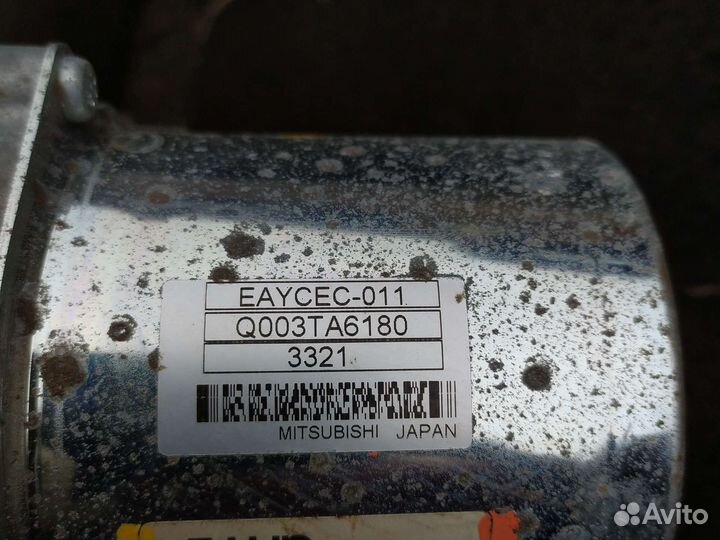 EAYCEC-011
Q003TA6180
3321
MITSUBISHI JAPAN
Avito